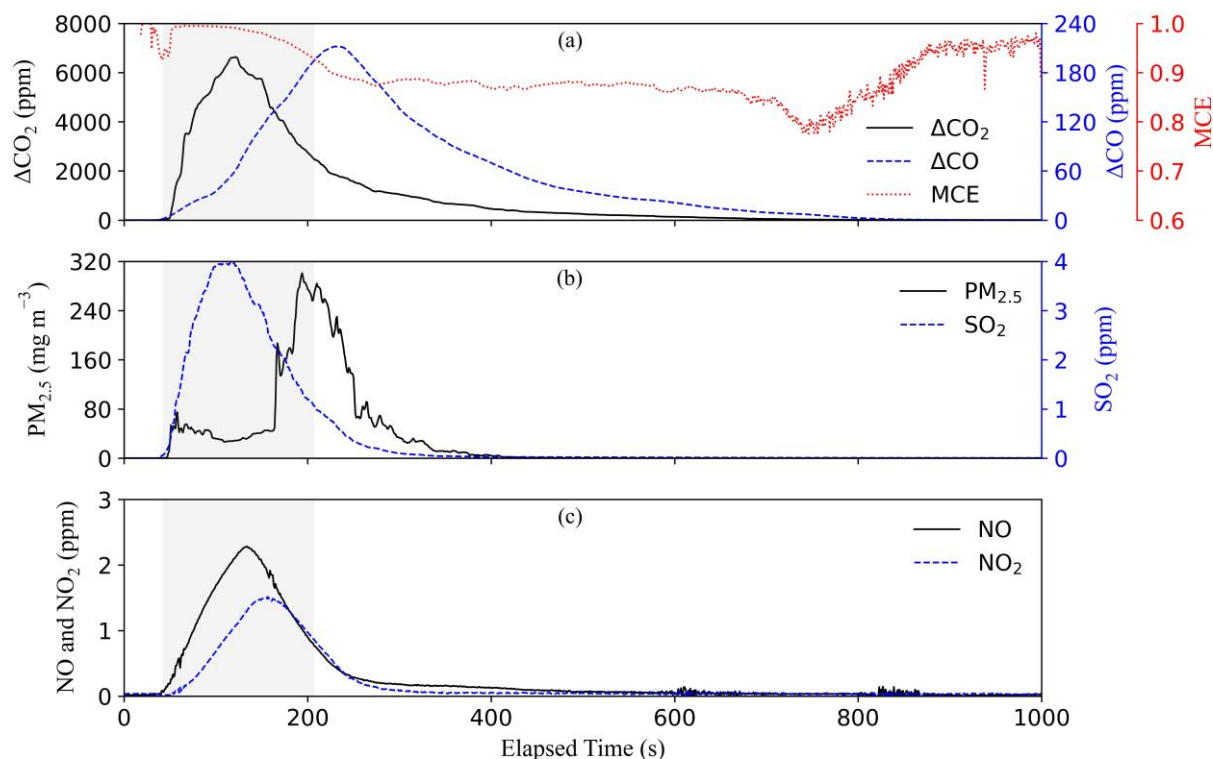 (a)
8000
6000
4000
2000
0
ΔCO₂ (ppm)
240
180
120
60
0
ΔCO (ppm)
1.0
0.9
0.8
0.7
0.6
MCE
ΔCO₂
ΔCO
MCE
(b)
320
240
160
80
0
PM₂.₅ (mg m⁻³)
4
3
2
1
0
SO₂ (ppm)
PM₂.₅
SO₂
(c)
3
2
1
0
NO and NO₂ (ppm)
NO
NO₂
0
200
400
600
800
1000
Elapsed Time (s)